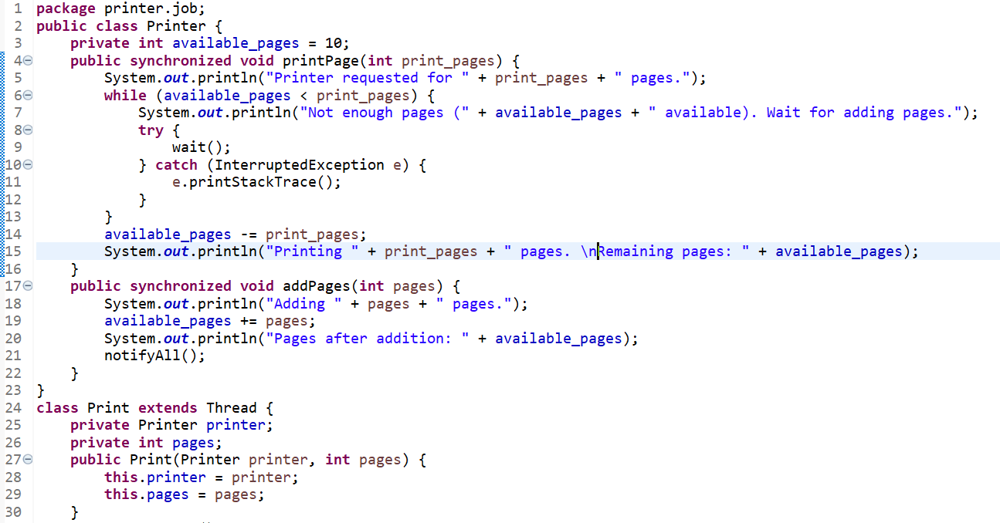 1 package printer.job;
2 public class Printer {
3     private int available_pages = 10;
4     public synchronized void printPage(int print_pages) {
5         System.out.println("Printer requested for " + print_pages + " pages.");
6         while (available_pages < print_pages) {
7             System.out.println("Not enough pages (" + available_pages + " available). Wait for adding pages.");
8             try {
9                 wait();
10             } catch (InterruptedException e) {
11                 e.printStackTrace();
12             }
13         }
14         available_pages -= print_pages;
15         System.out.println("Printing " + print_pages + " pages. \nRemaining pages: " + available_pages);
16     }
17     public synchronized void addPages(int pages) {
18         System.out.println("Adding " + pages + " pages.");
19         available_pages += pages;
20         System.out.println("Pages after addition: " + available_pages);
21         notifyAll();
22     }
23 }
24 class Print extends Thread {
25     private Printer printer;
26     private int pages;
27     public Print(Printer printer, int pages) {
28         this.printer = printer;
29         this.pages = pages;
30     }